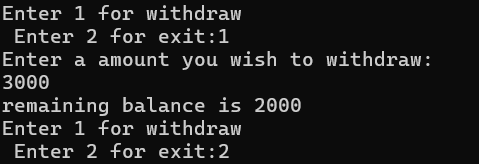 Enter 1 for withdraw
 Enter 2 for exit:1
Enter a amount you wish to withdraw:
3000
remaining balance is 2000
Enter 1 for withdraw
 Enter 2 for exit:2